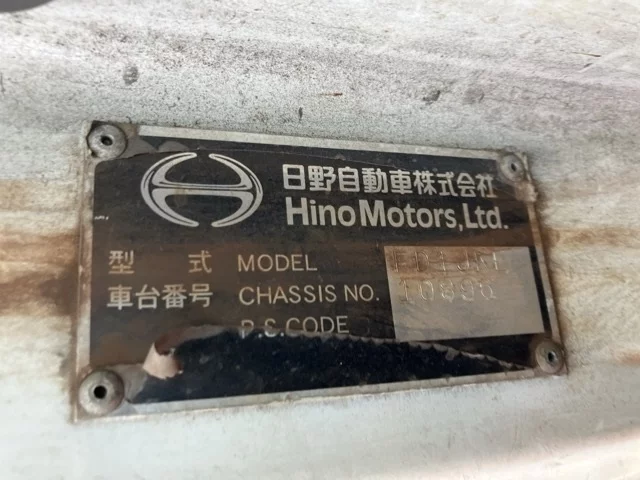 日野自動車株式会社
Hino Motors, Ltd.
型 式 MODEL
車台番号 CHASSIS NO.
P.S.CODE